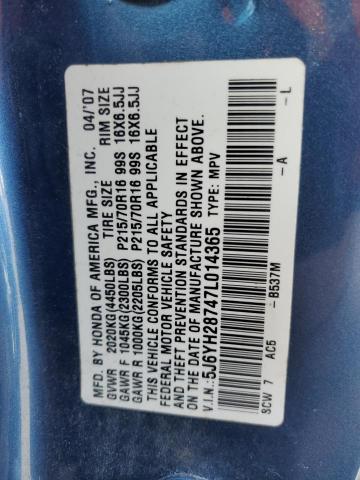 MFD. BY HONDA OF AMERICA MFG., INC. 04/'07
GVWR 2020KG(4450LBS) TIRE SIZE RIM SIZE
GAWR F 1045KG(2300LBS) P215/70R16 99S 16X6.5JJ
GAWR R 1000KG(2205LBS) P215/70R16 99S 16X6.5JJ
THIS VEHICLE CONFORMS TO ALL APPLICABLE
FEDERAL MOTOR VEHICLE SAFETY AND THEFT PREVENTION STANDARDS IN EFFECT
ON THE DATE OF MANUFACTURE SHOWN ABOVE.
V.I.N.: 5J6YH28747L014365 TYPE: MPV
SCW 7 AC5 -B537M -A -L